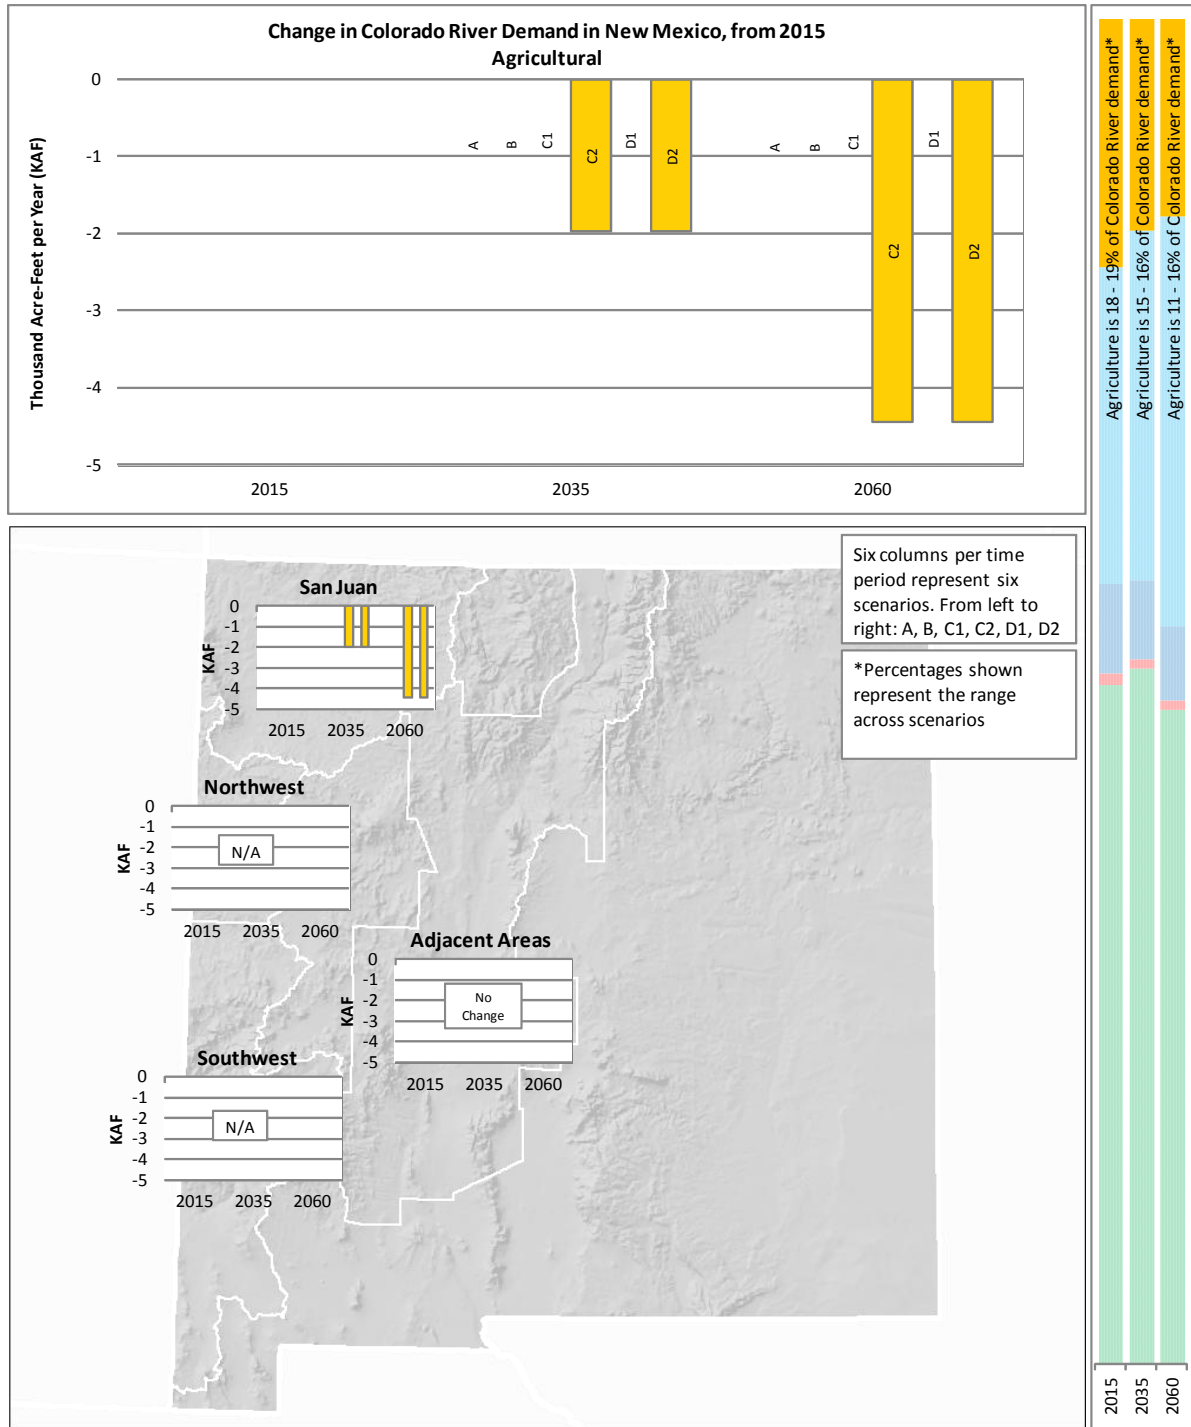 Change in Colorado River Demand in New Mexico, from 2015
Agricultural
Thousand Acre-Feet per Year (KAF)
0
-1
-2
-3
-4
-5
A
B
C1
C2
D1
D2
A
B
C1
C2
D1
D2
2015
2035
2060
Six columns per time
period represent six
scenarios. From left to
right: A, B, C1, C2, D1, D2
*Percentages shown
represent the range
across scenarios
San Juan
KAF
0
-1
-2
-3
-4
-5
2015
2035
2060
Northwest
KAF
0
-1
-2
-3
-4
-5
N/A
2015
2035
2060
Adjacent Areas
KAF
0
-1
-2
-3
-4
-5
No
Change
2015
2035
2060
Southwest
KAF
0
-1
-2
-3
-4
-5
N/A
2015
2035
2060
Agriculture is 18 - 19% of Colorado River demand*
Agriculture is 15 - 16% of Colorado River demand*
Agriculture is 11 - 16% of Colorado River demand*
2015
2035
2060